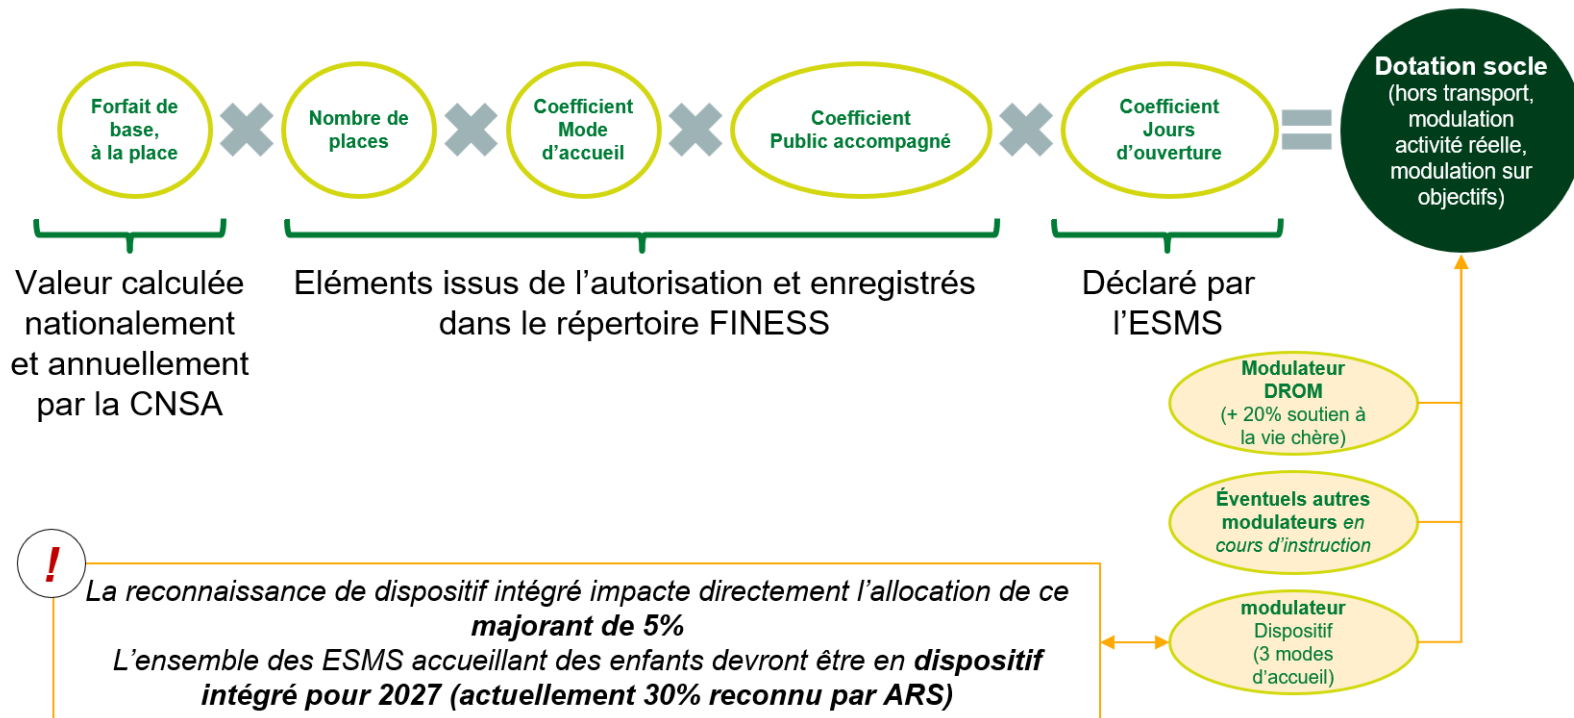 Forfait de
base,
à la place
Nombre de
places
Coefficient
Mode
d’accueil
Coefficient
Public accompagné
Coefficient
Jours
d’ouverture
Dotation socle
(hors transport,
modulation
activité réelle,
modulation sur
objectifs)
Valeur calculée
nationalement
et annuellement
par la CNSA
Eléments issus de l’autorisation et enregistrés
dans le répertoire FINESS
Déclaré par
l’ESMS
Modulateur
DROM
(+ 20% soutien à
la vie chère)
Éventuels autres
modulateurs en
cours d’instruction
modulateur
Dispositif
(3 modes
d’accueil)
!
La reconnaissance de dispositif intégré impacte directement l’allocation de ce
majorant de 5%
L’ensemble des ESMS accueillant des enfants devront être en dispositif
intégré pour 2027 (actuellement 30% reconnu par ARS)